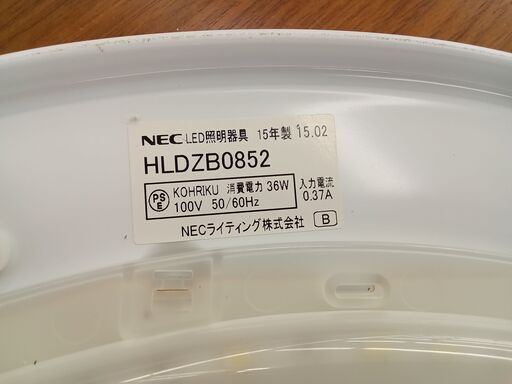 NEC LED照明器具 15年製 15.02
HLDZB0852
PS E KOHRIKU 消費電力 36W 入力電流
100V 50/60Hz 0.37A
NECライティング株式会社 B